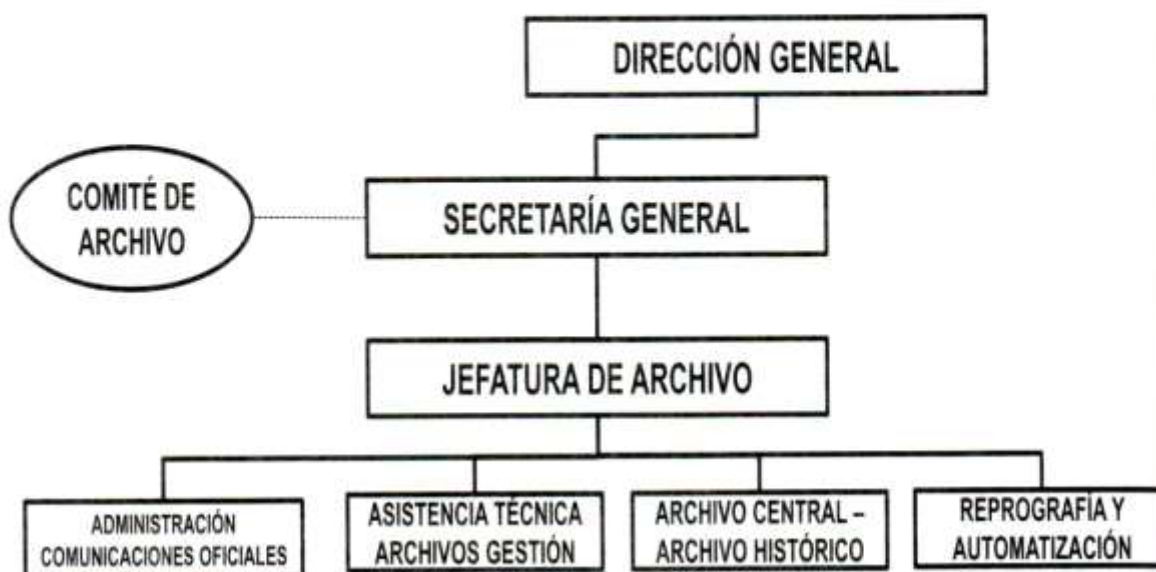 DIRECCIÓN GENERAL
COMITÉ DE
ARCHIVO
SECRETARÍA GENERAL
JEFATURA DE ARCHIVO
ADMINISTRACIÓN
COMUNICACIONES OFICIALES
ASISTENCIA TÉCNICA
ARCHIVOS GESTIÓN
ARCHIVO CENTRAL –
ARCHIVO HISTÓRICO
REPROGRAFÍA Y
AUTOMATIZACIÓN